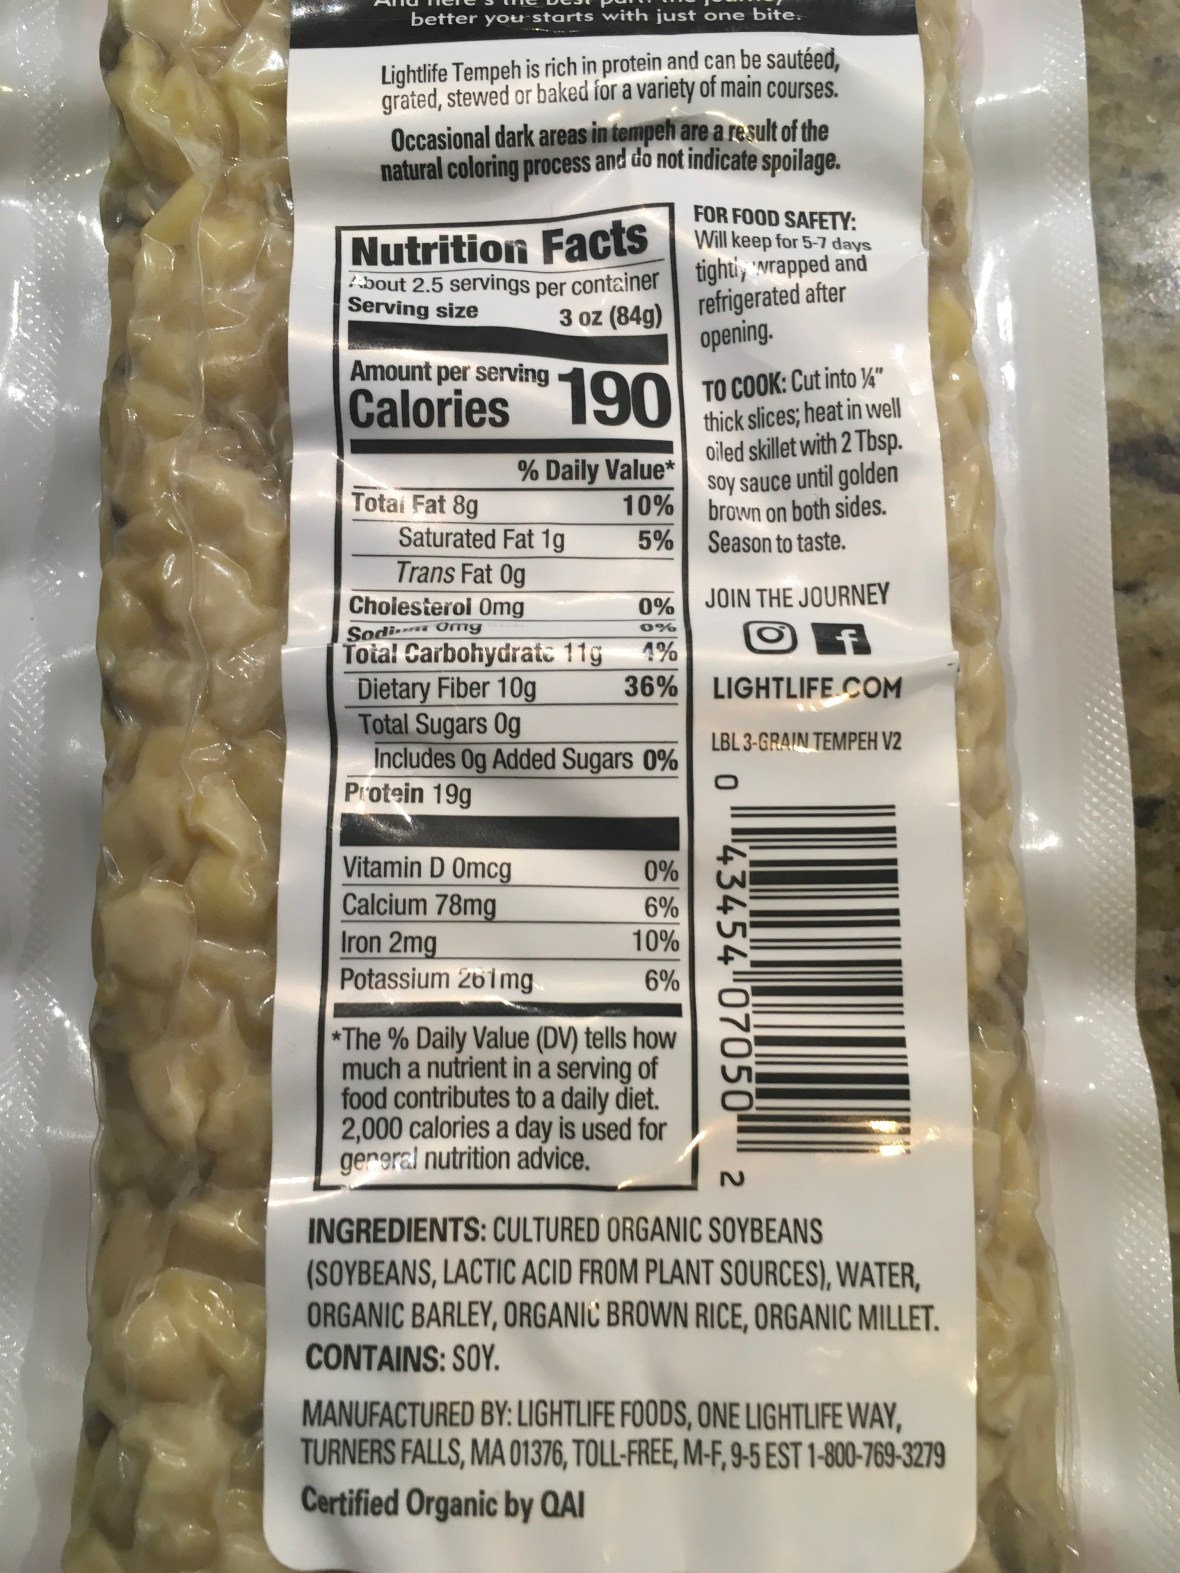 better your starts with just one bite.
Lightlife Tempeh is rich in protein and can be sautéed,
grated, stewed or baked for a variety of main courses.
Occasional dark areas in tempeh are a result of the
natural coloring process and do not indicate spoilage.
Nutrition Facts
About 2.5 servings per container
Serving size 3 oz (84g)
Amount per serving
Calories 190
% Daily Value*
Total Fat 8g 10%
Saturated Fat 1g 5%
Trans Fat 0g
Cholesterol 0mg 0%
Sodium 0mg 0%
Total Carbohydrate 11g 4%
Dietary Fiber 10g 36%
Total Sugars 0g
Includes 0g Added Sugars 0%
Protein 19g
Vitamin D 0mcg 0%
Calcium 78mg 6%
Iron 2mg 10%
Potassium 261mg 6%
*The % Daily Value (DV) tells how
much a nutrient in a serving of
food contributes to a daily diet.
2,000 calories a day is used for
general nutrition advice.
FOR FOOD SAFETY:
Will keep for 5-7 days
tightly wrapped and
refrigerated after
opening.
TO COOK: Cut into ¼"
thick slices; heat in well
oiled skillet with 2 Tbsp.
soy sauce until golden
brown on both sides.
Season to taste.
JOIN THE JOURNEY
LIGHTLIFE.COM
LBL 3-GRAIN TEMPEH V2
0 43454 07050 2
INGREDIENTS: CULTURED ORGANIC SOYBEANS
(SOYBEANS, LACTIC ACID FROM PLANT SOURCES), WATER,
ORGANIC BARLEY, ORGANIC BROWN RICE, ORGANIC MILLET.
CONTAINS: SOY.
MANUFACTURED BY: LIGHTLIFE FOODS, ONE LIGHTLIFE WAY,
TURNERS FALLS, MA 01376, TOLL-FREE, M-F, 9-5 EST 1-800-769-3279
Certified Organic by QAI